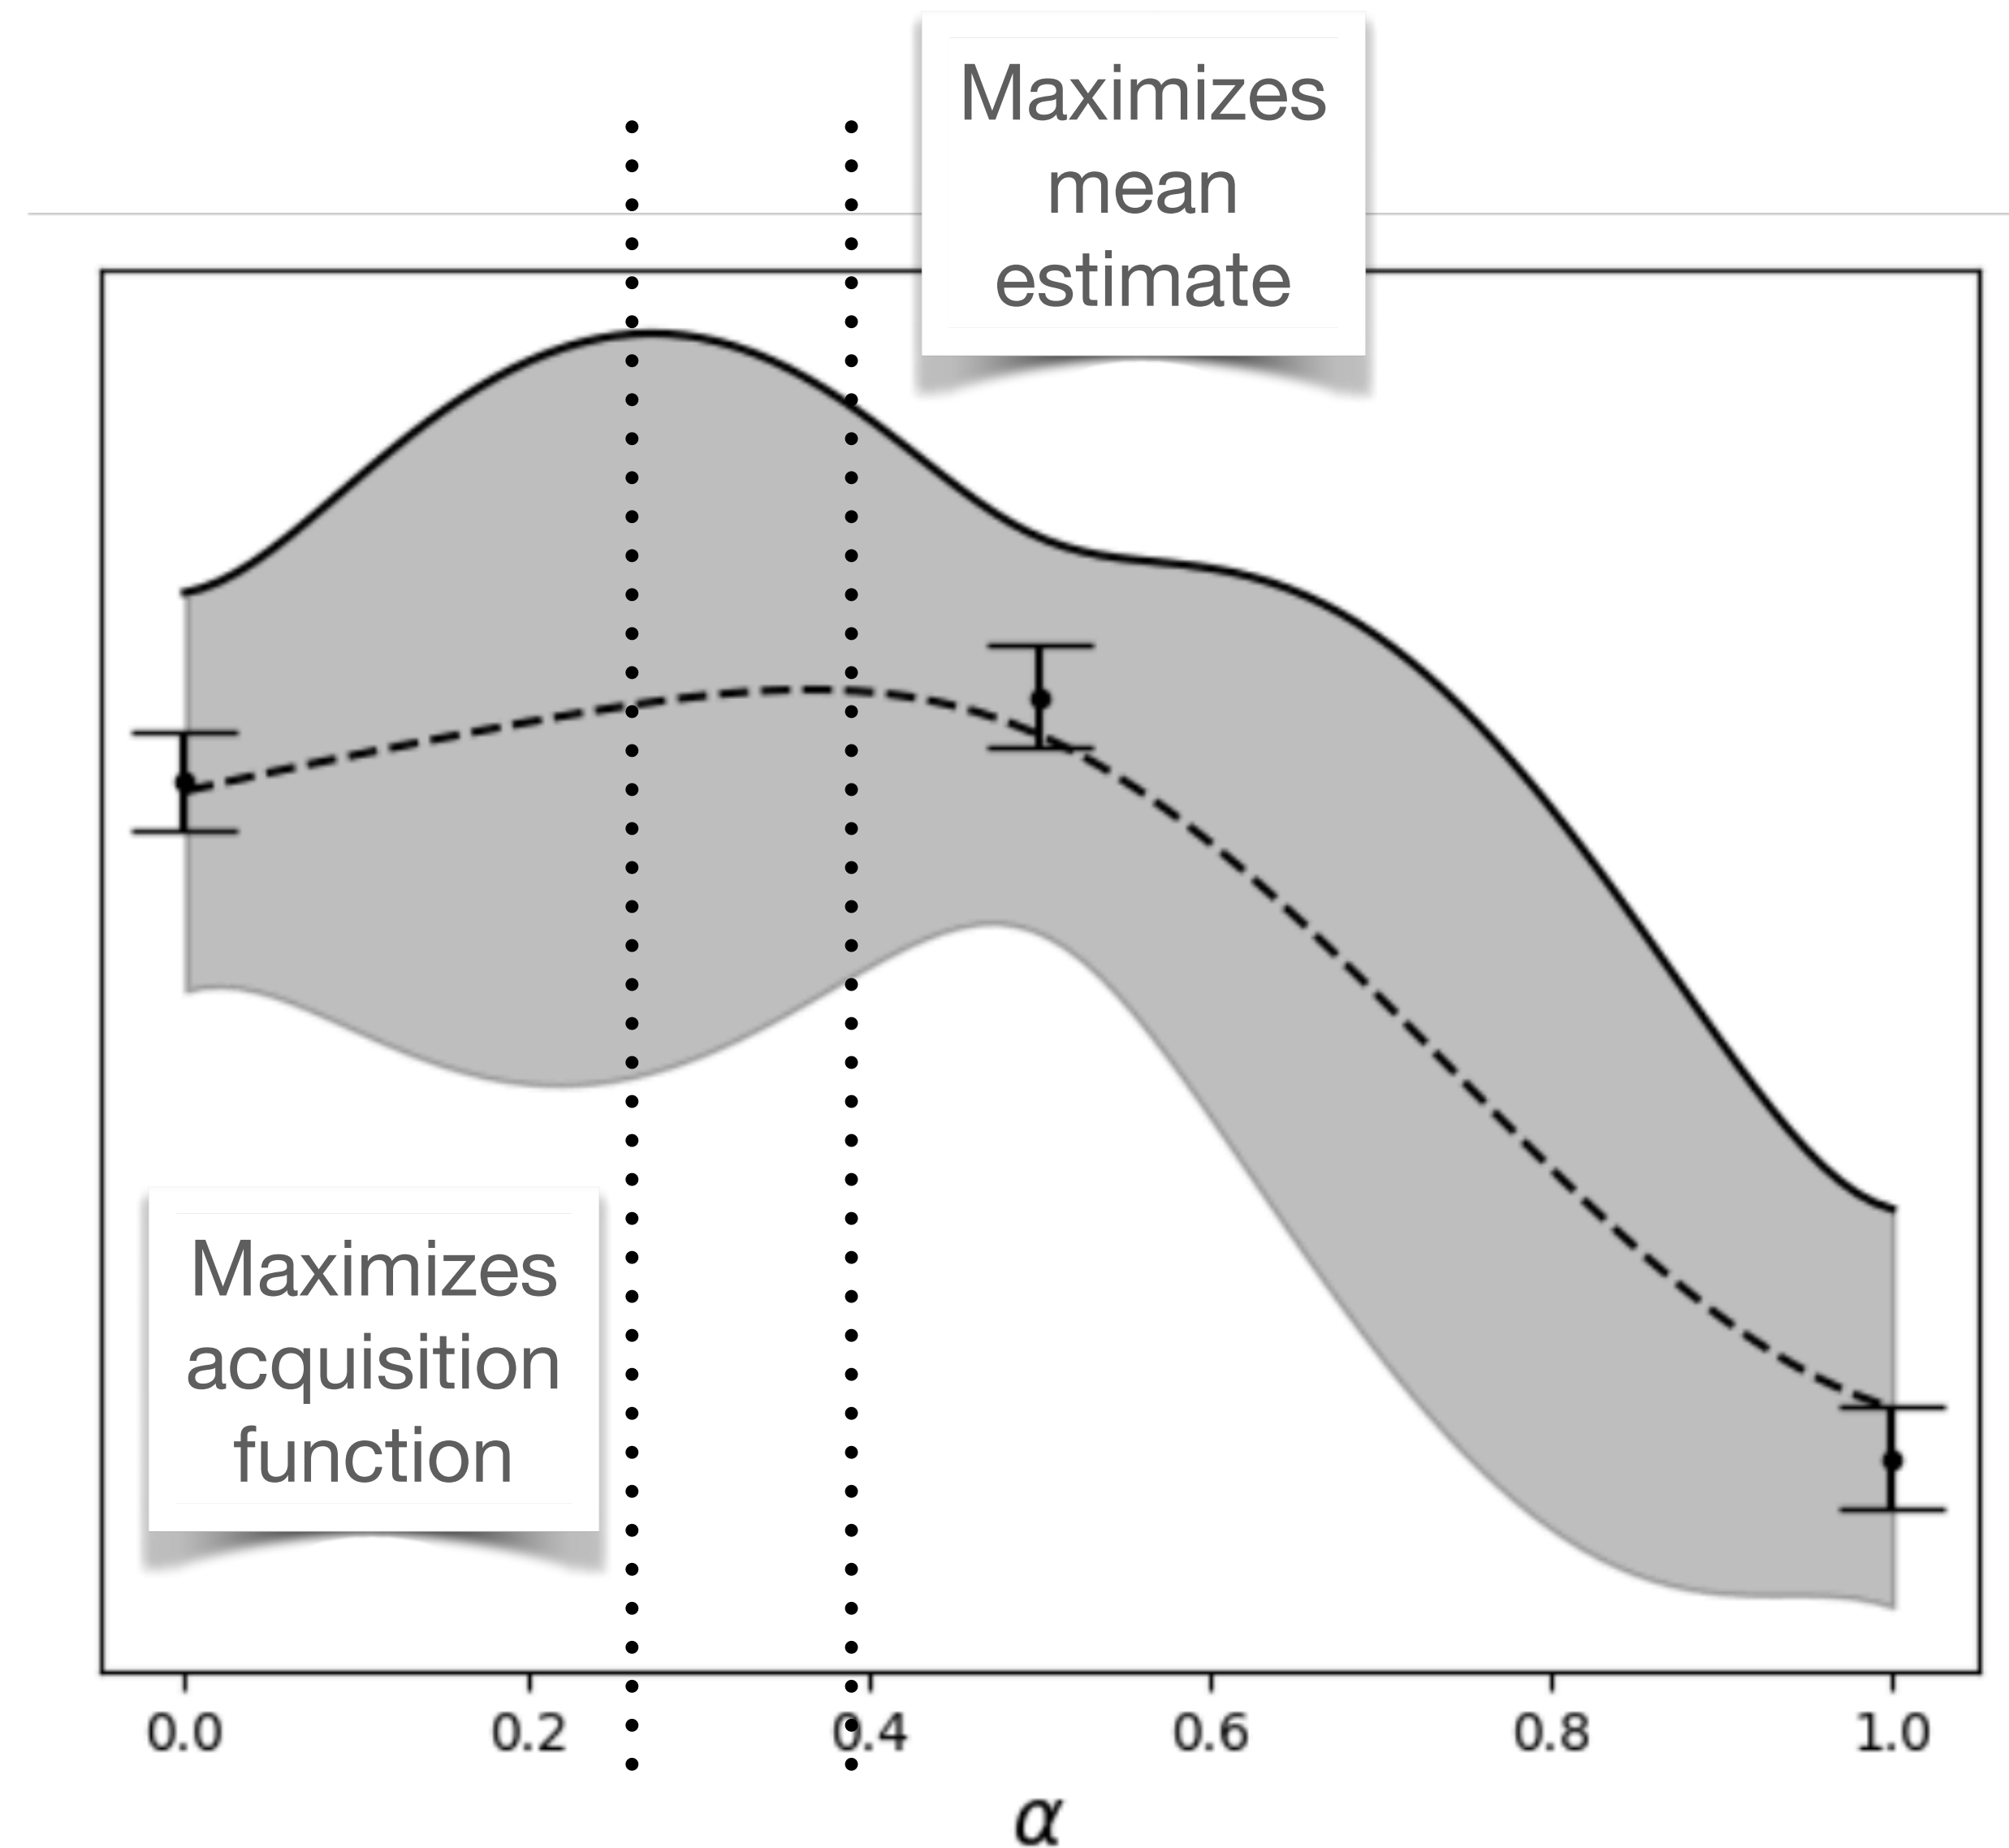 Maximizes
mean
estimate
Maximizes
acquisition
function
0.0 0.2 0.4 0.6 0.8 1.0
α